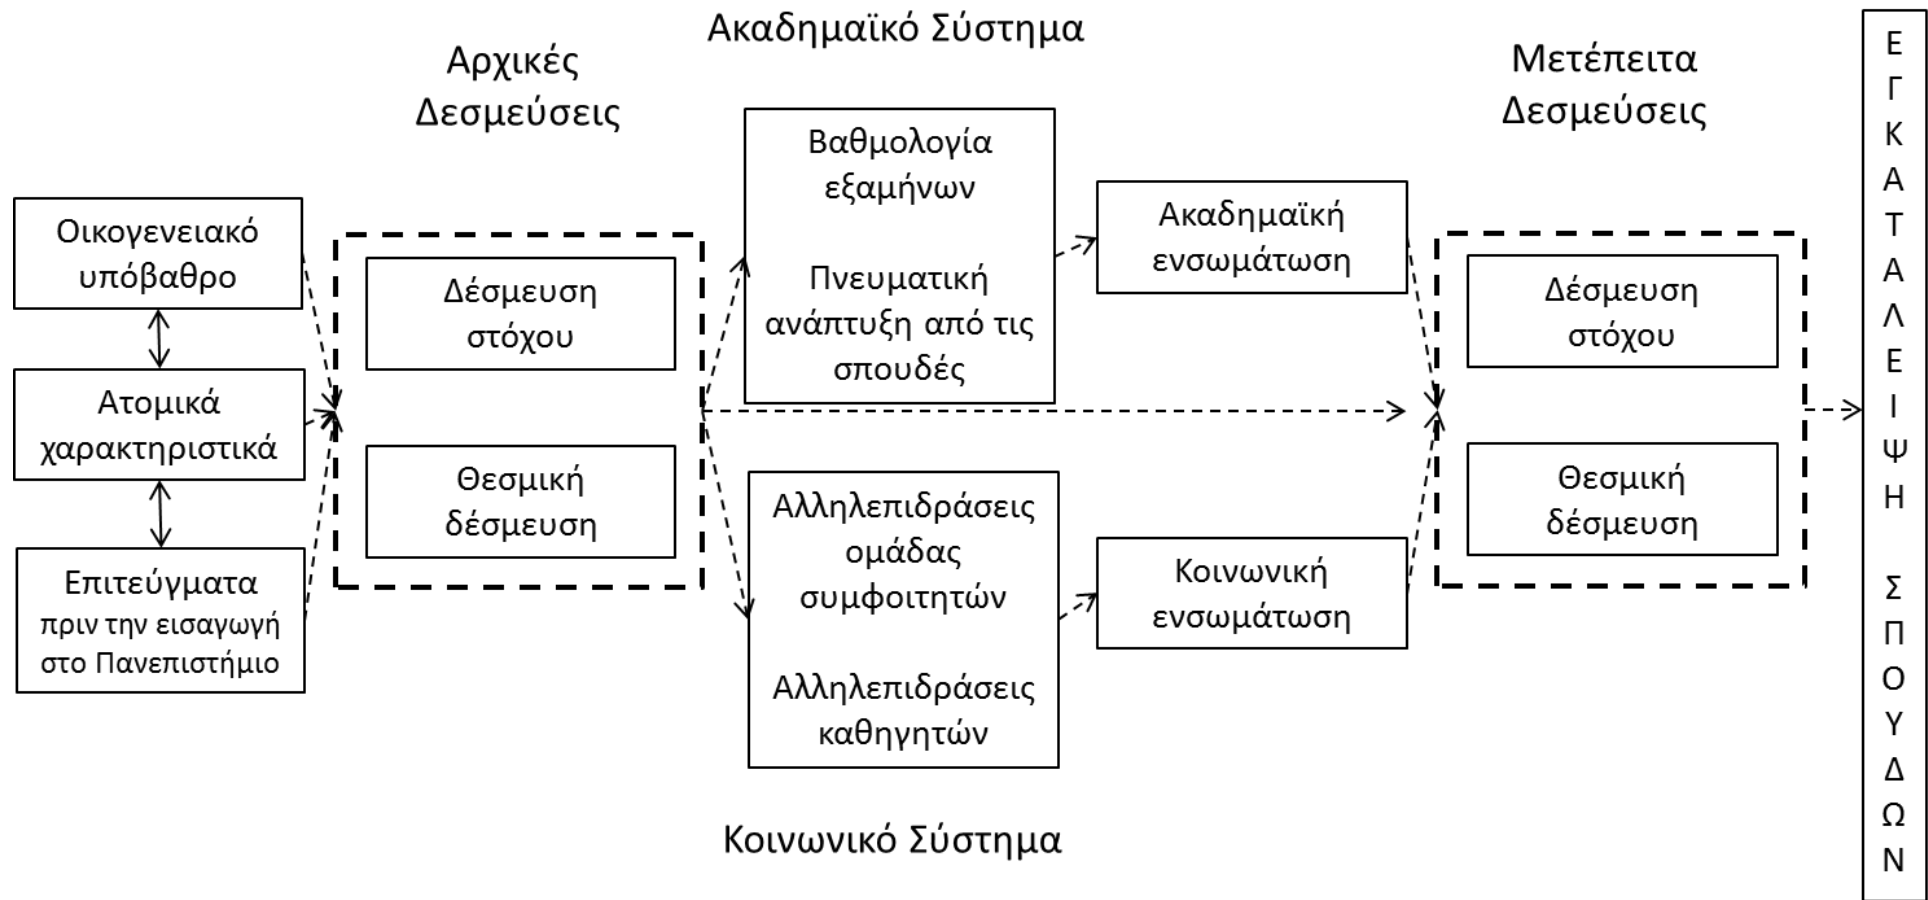 Ακαδημαϊκό Σύστημα
Αρχικές
Δεσμεύσεις
Μετέπειτα
Δεσμεύσεις
Οικογενειακό
υπόβαθρο
Ατομικά
χαρακτηριστικά
Επιτεύγματα
πριν την εισαγωγή
στο Πανεπιστήμιο
Δέσμευση
στόχου
Θεσμική
δέσμευση
Βαθμολογία
εξαμήνων
Πνευματική
ανάπτυξη από τις
σπουδές
Αλληλεπιδράσεις
ομάδας
συμφοιτητών
Αλληλεπιδράσεις
καθηγητών
Ακαδημαϊκή
ενσωμάτωση
Κοινωνική
ενσωμάτωση
Δέσμευση
στόχου
Θεσμική
δέσμευση
ΕΓΚΑΤΑΛΕΙΨΗ ΣΠΟΥΔΩΝ
Κοινωνικό Σύστημα